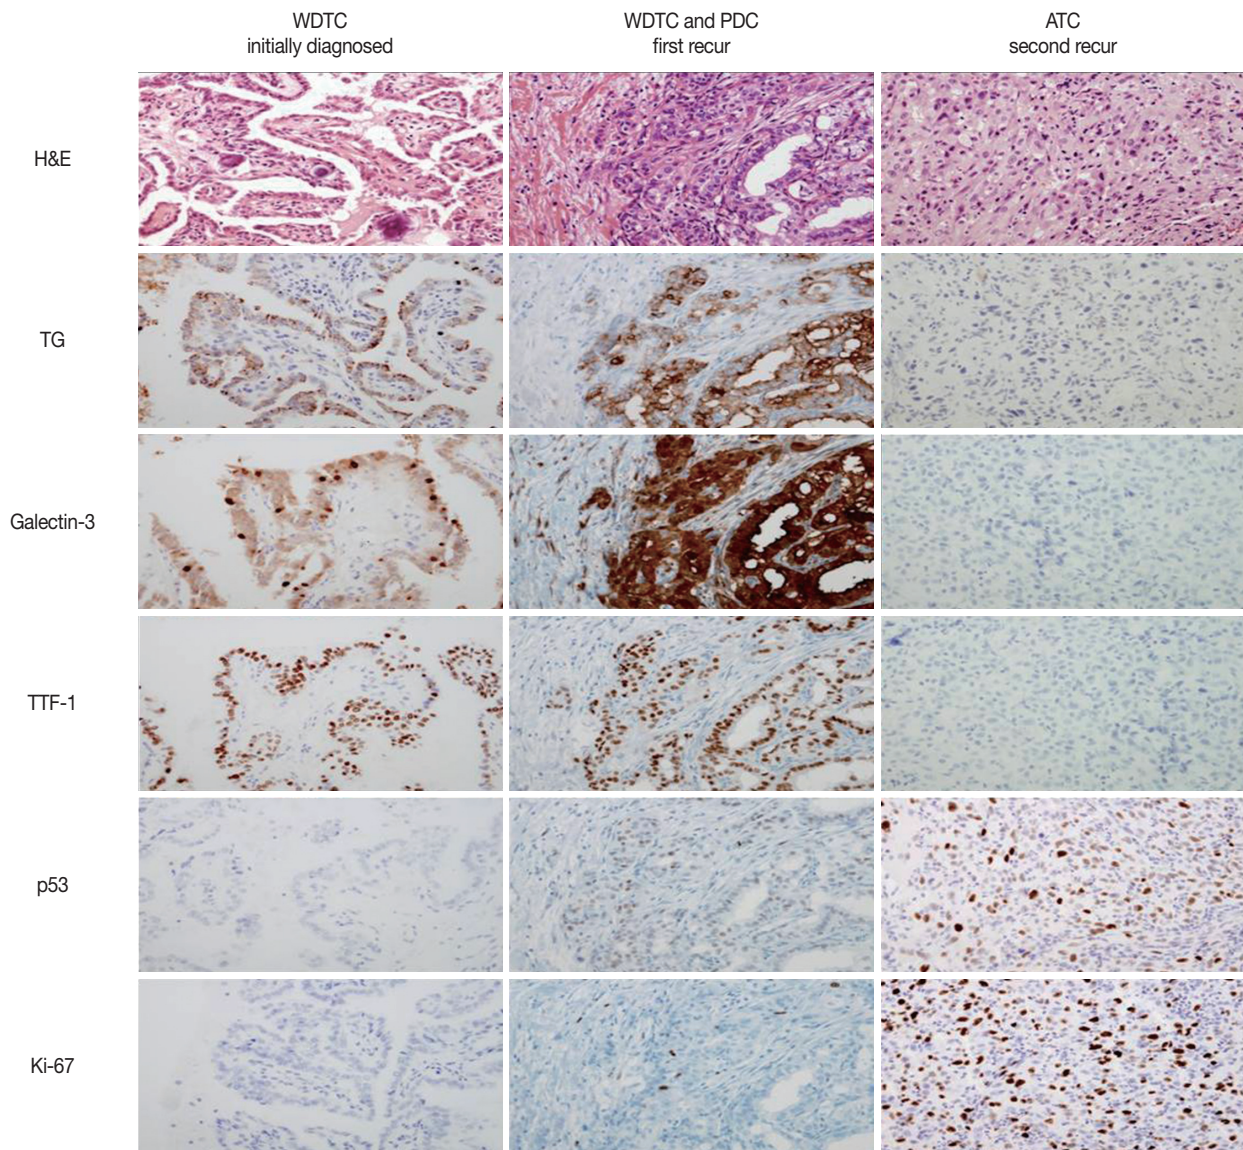 WDTC
initially diagnosed
WDTC and PDC
first recur
ATC
second recur
H&E
TG
Galectin-3
TTF-1
p53
Ki-67